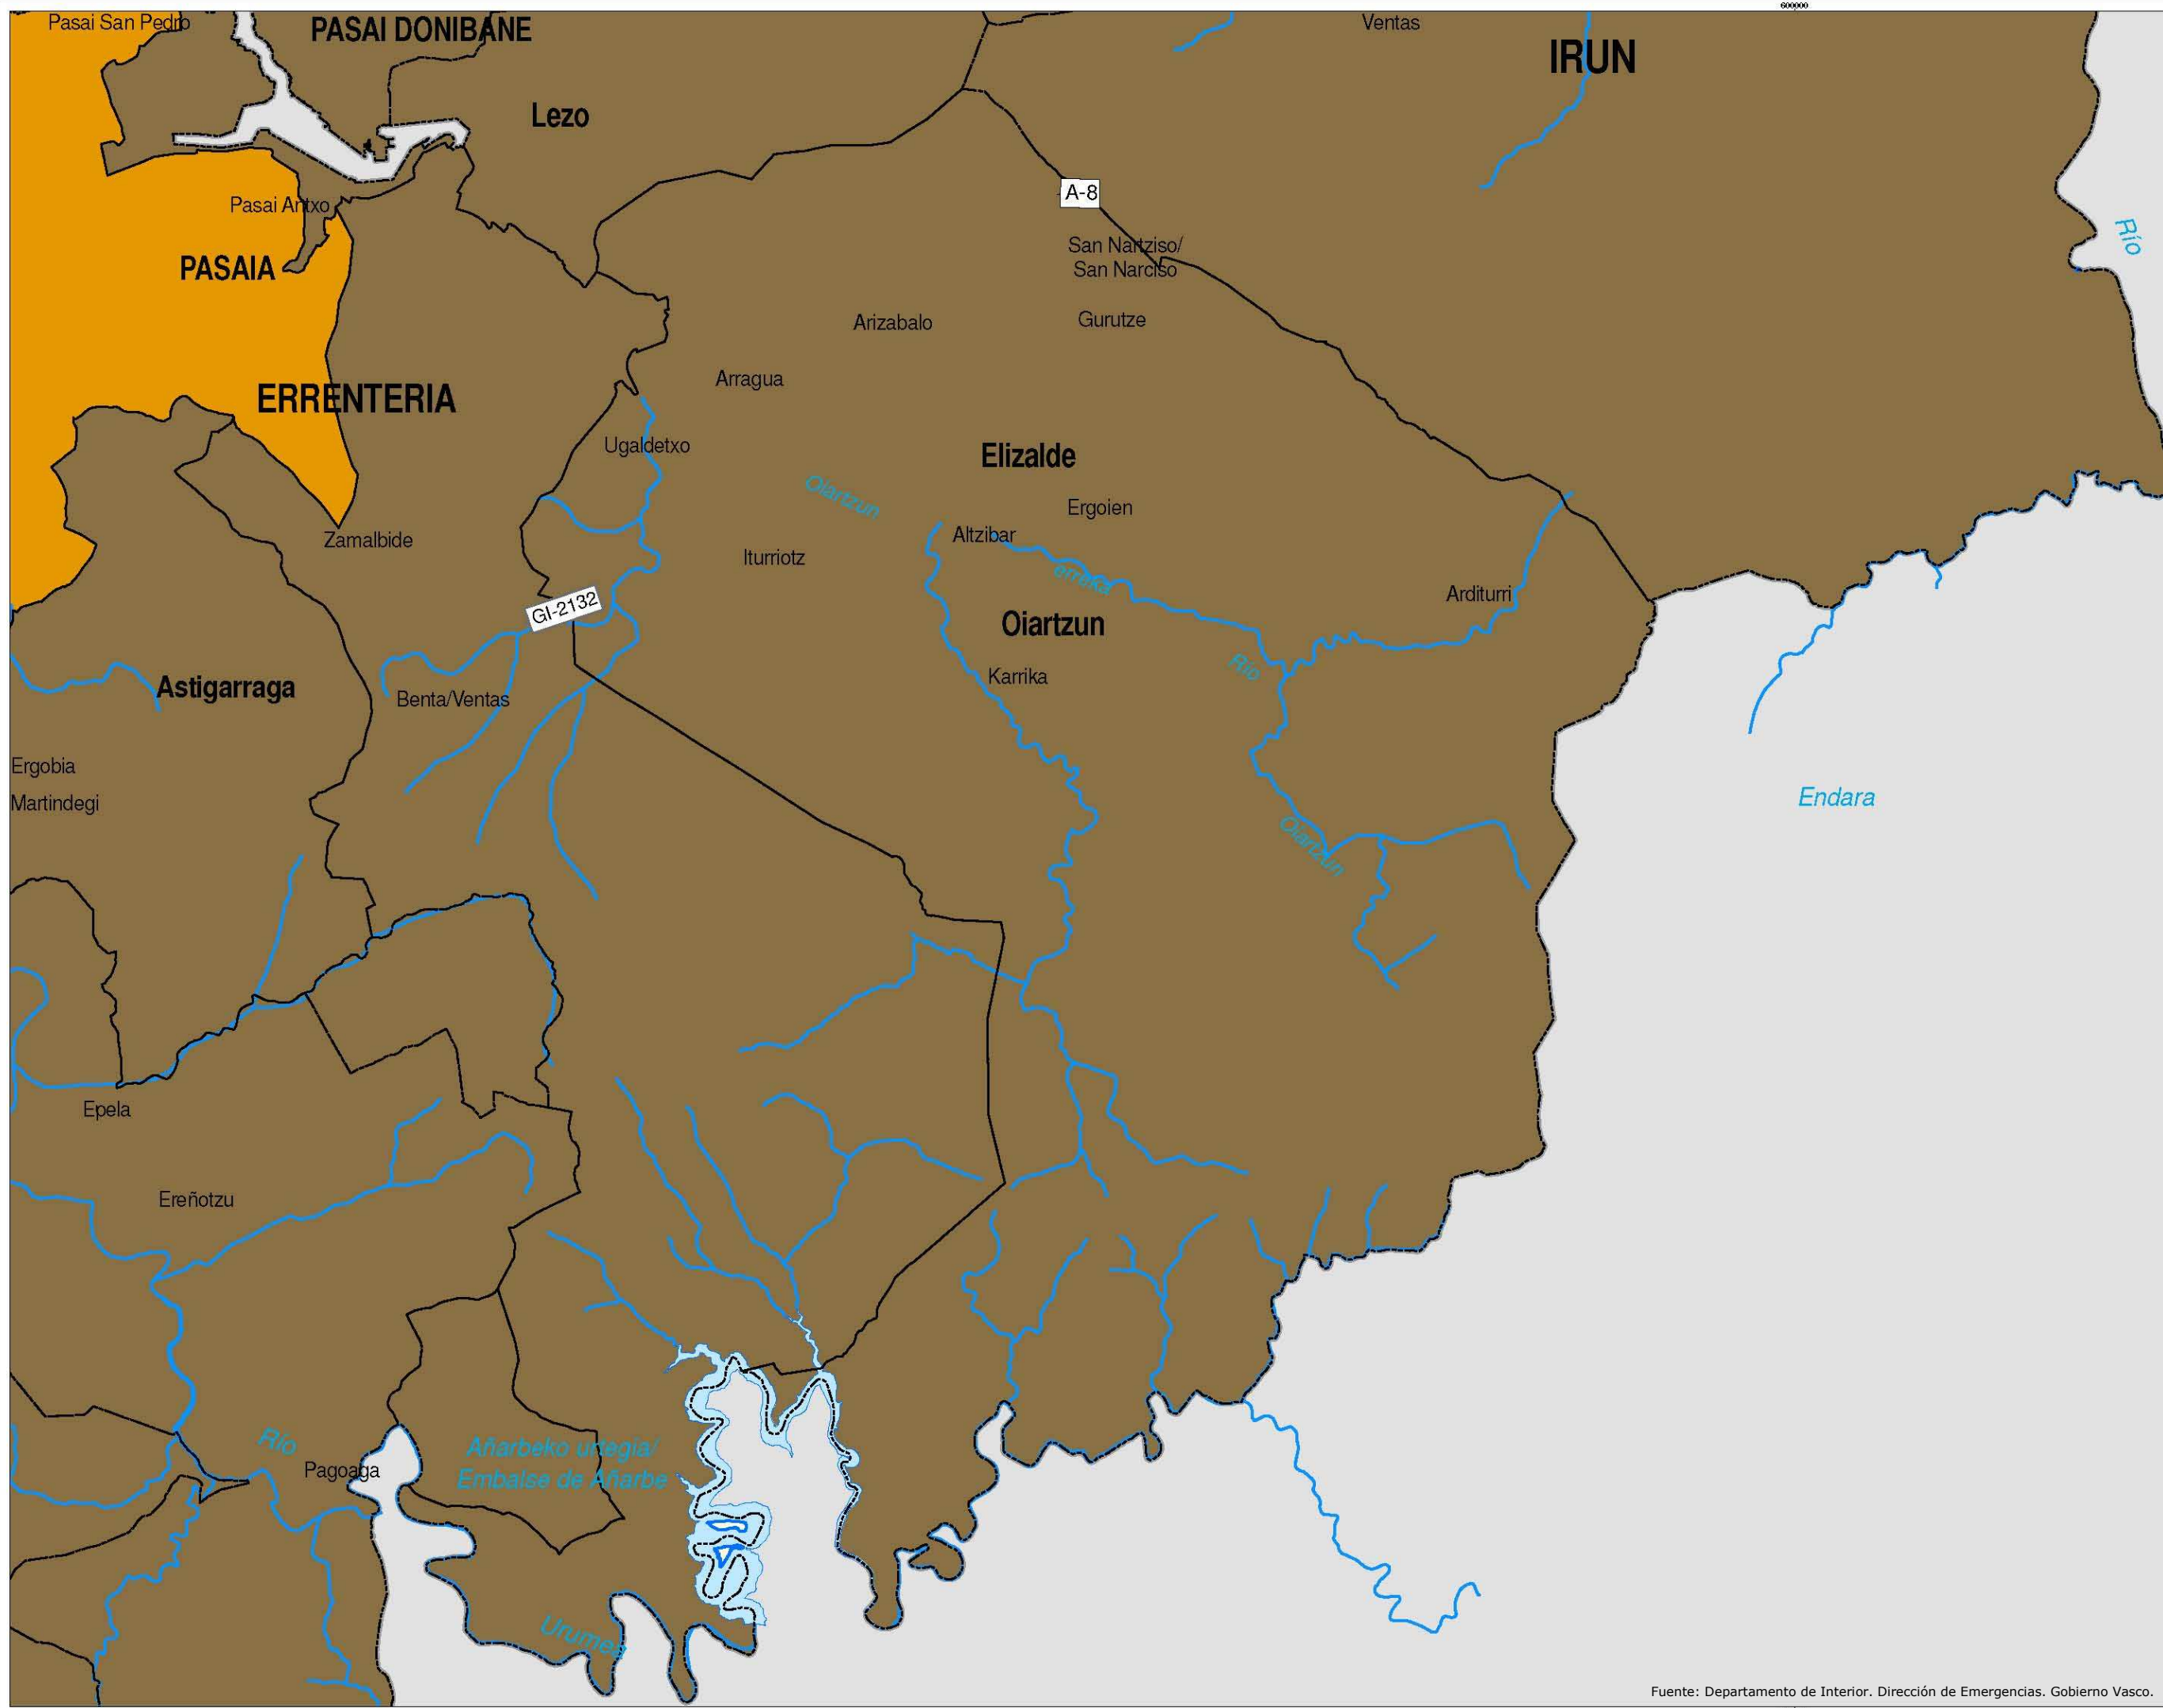 600000
Pasai San Pedro
PASAI DONIBANE
Ventas
IRUN
Lezo
A-8
Pasai Antxo
Río
San Nartziso/
San Narciso
PASAIA
Arizabalo
Gurutze
Arragua
ERRENTERIA
Ugaldetxo
Elizalde
Oiartzun
Ergoien
Altzibar
Zamalbide
Iturriotz
erreka
Arditurri
GI-2132
Oiartzun
Río
Karrika
Astigarraga
Benta/Ventas
Ergobia
Endara
Martindegi
Oiartzun
Epela
Ereñotzu
Río
Añarbeko urtegia/
Embalse de Añarbe
Pagoaga
Urumea
Fuente: Departamento de Interior. Dirección de Emergencias. Gobierno Vasco.